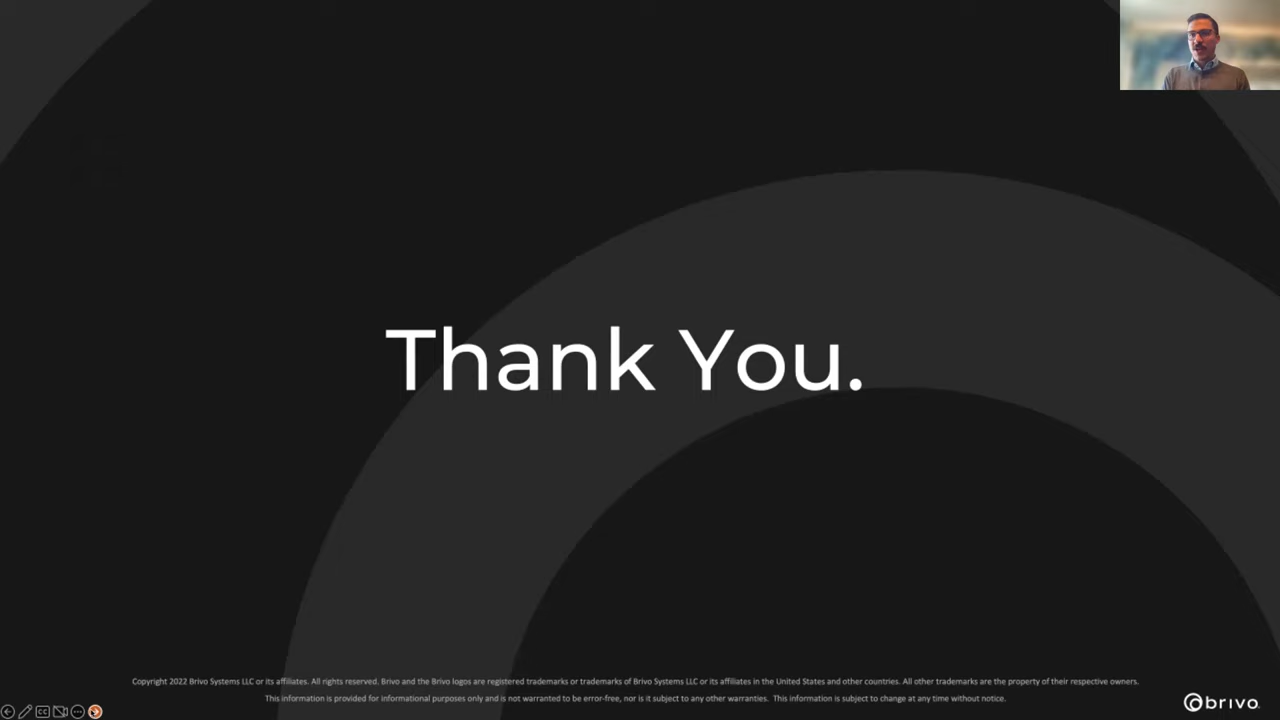 Thank You.
Copyright 2022 Brivo Systems LLC or its affiliates. All rights reserved. Brivo and the Brivo logos are registered trademarks or trademarks of Brivo Systems LLC or its affiliates in the United States and other countries. All other trademarks are the property of their respective owners.
This information is provided for informational purposes only and is not warranted to be error-free, nor is it subject to any other warranties. This information is subject to change at any time without notice.
CC
brivo